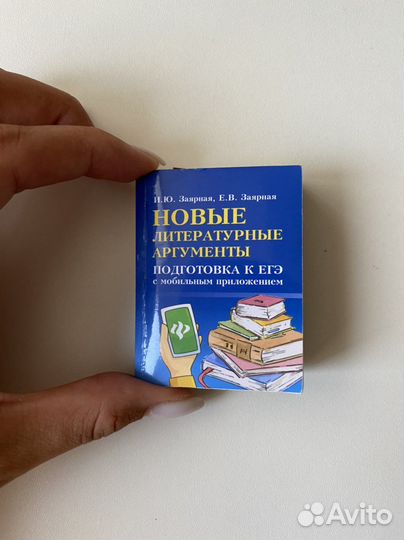 И.Ю. Заярная, Е.В. Заярная
НОВЫЕ
ЛИТЕРАТУРНЫЕ
АРГУМЕНТЫ
ПОДГОТОВКА К ЕГЭ
с мобильным приложением
Avito